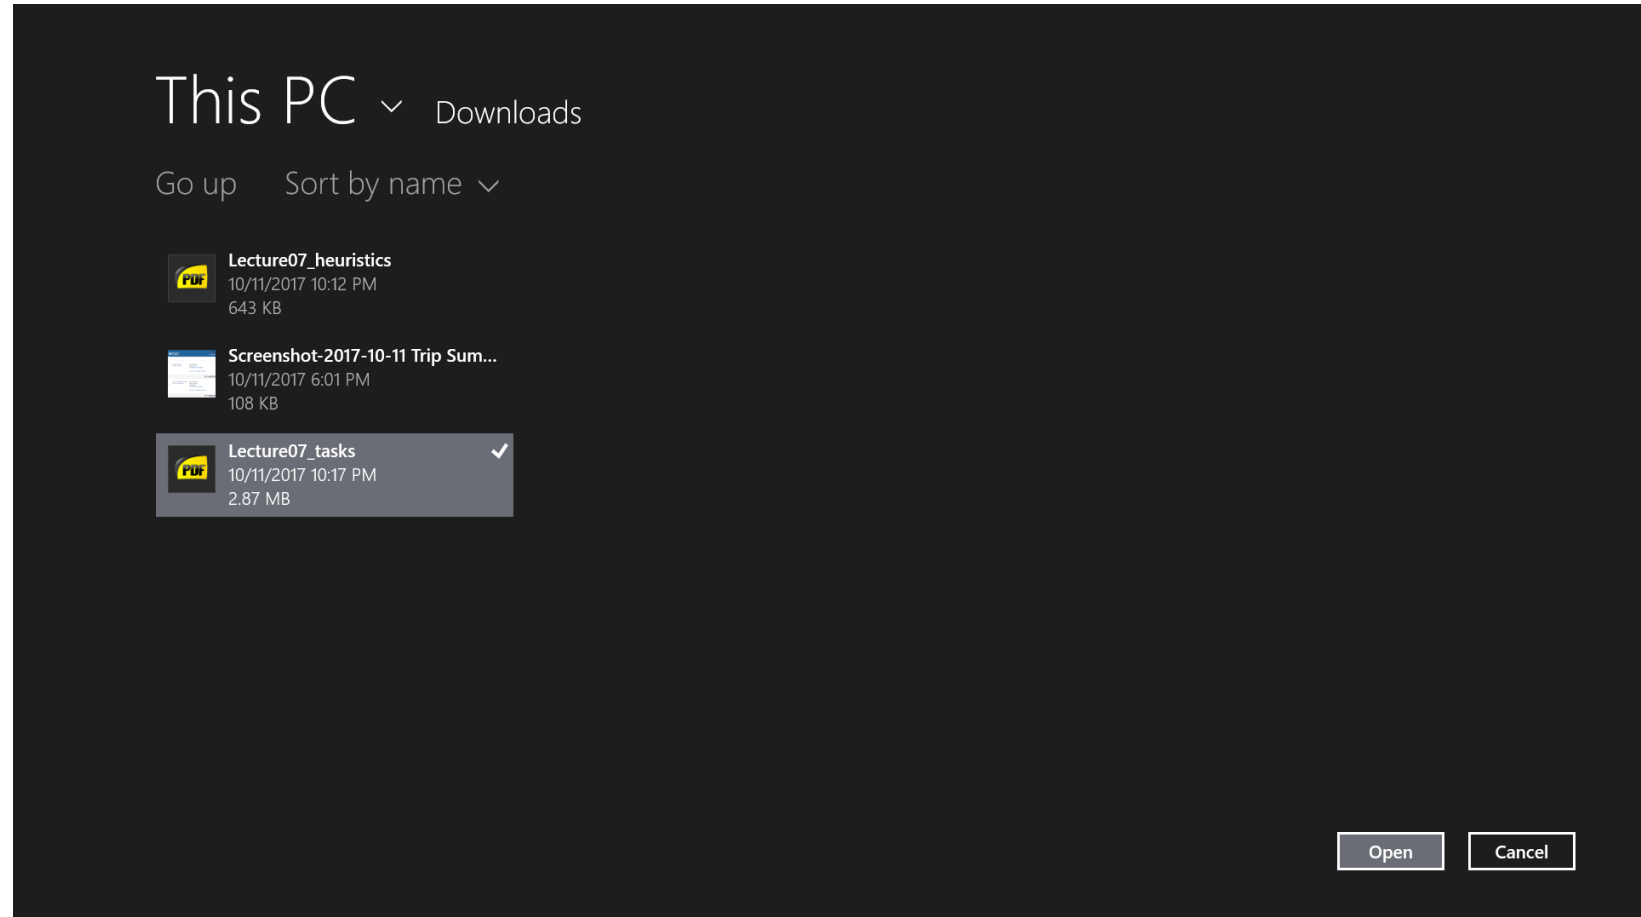 This PC Downloads
Go up Sort by name
PDF
Lecture07_heuristics
10/11/2017 10:12 PM
643 KB
Screenshot-2017-10-11 Trip Sum...
10/11/2017 6:01 PM
108 KB
PDF
Lecture07_tasks
10/11/2017 10:17 PM
2.87 MB
Open Cancel